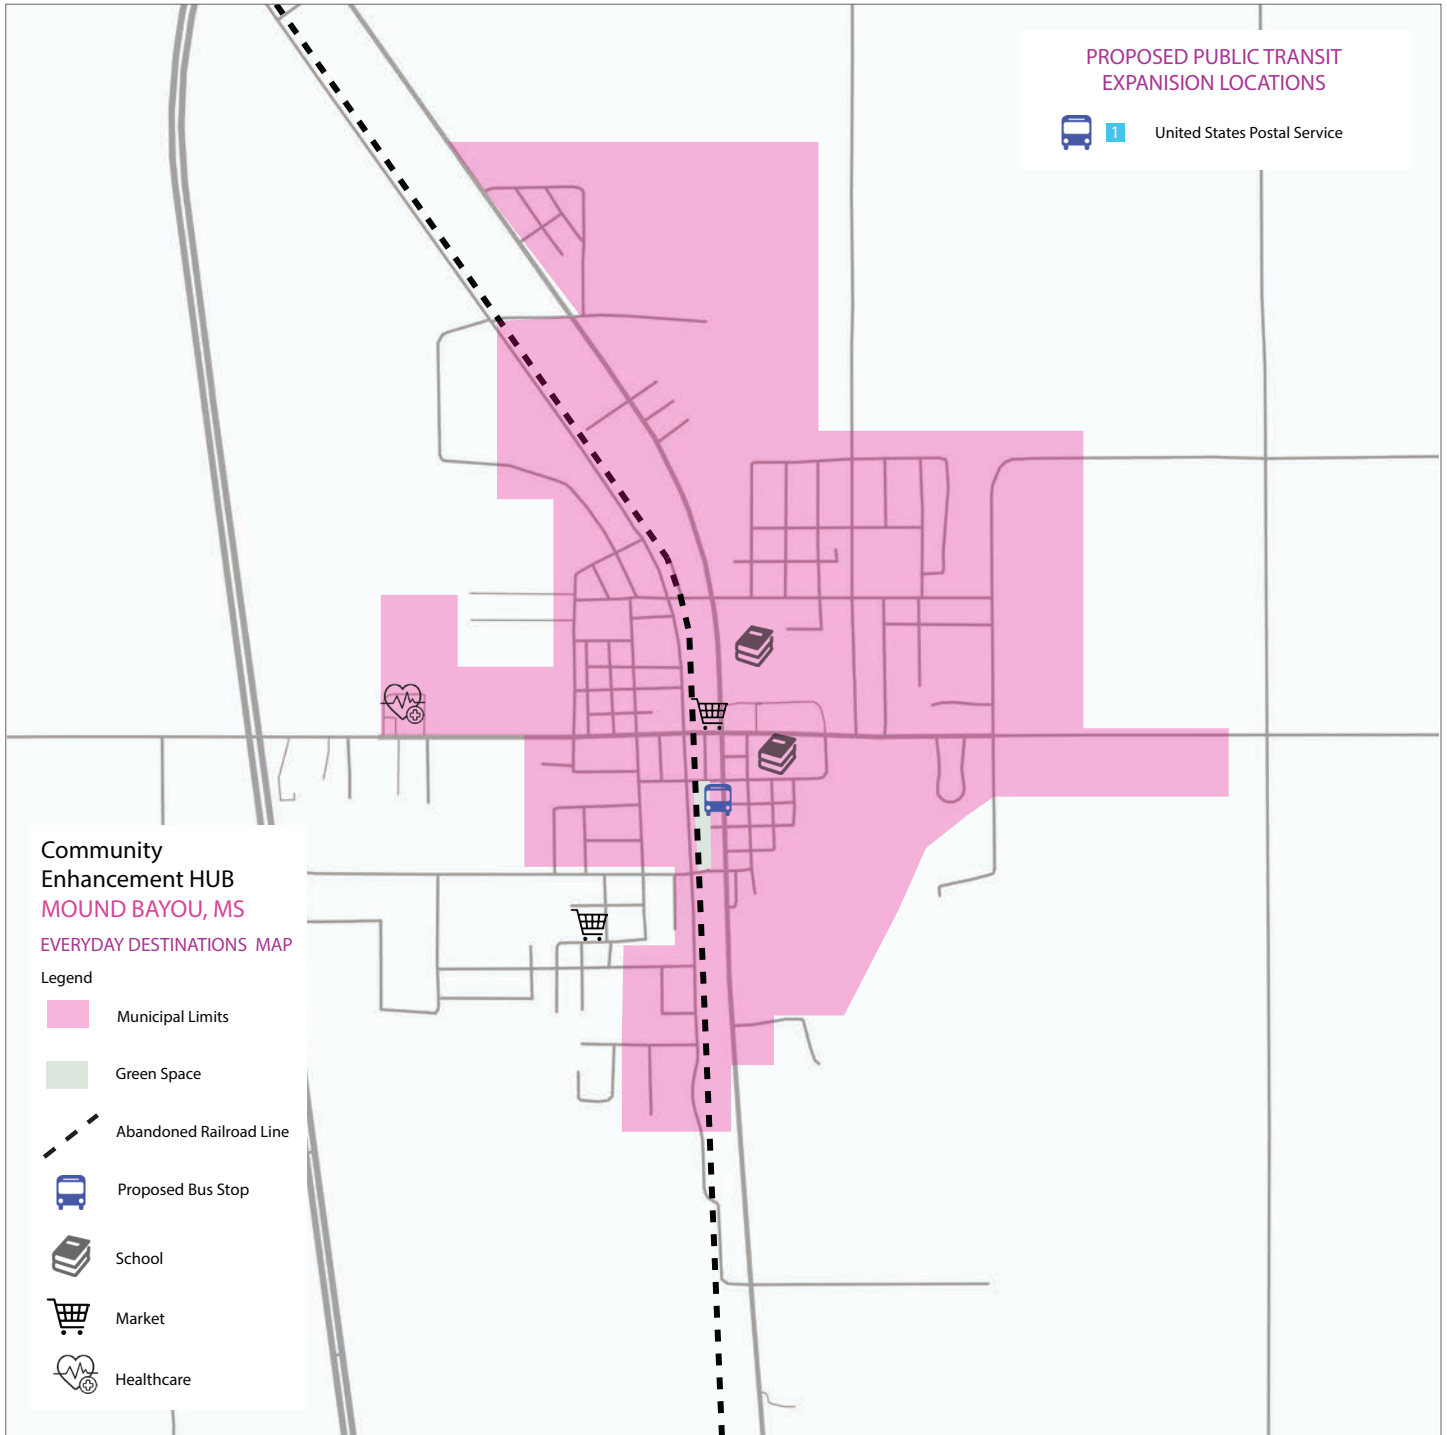 PROPOSED PUBLIC TRANSIT
EXPANISION LOCATIONS
1 United States Postal Service
Community
Enhancement HUB
MOUND BAYOU, MS
EVERYDAY DESTINATIONS MAP
Legend
Municipal Limits
Green Space
Abandoned Railroad Line
Proposed Bus Stop
School
Market
Healthcare